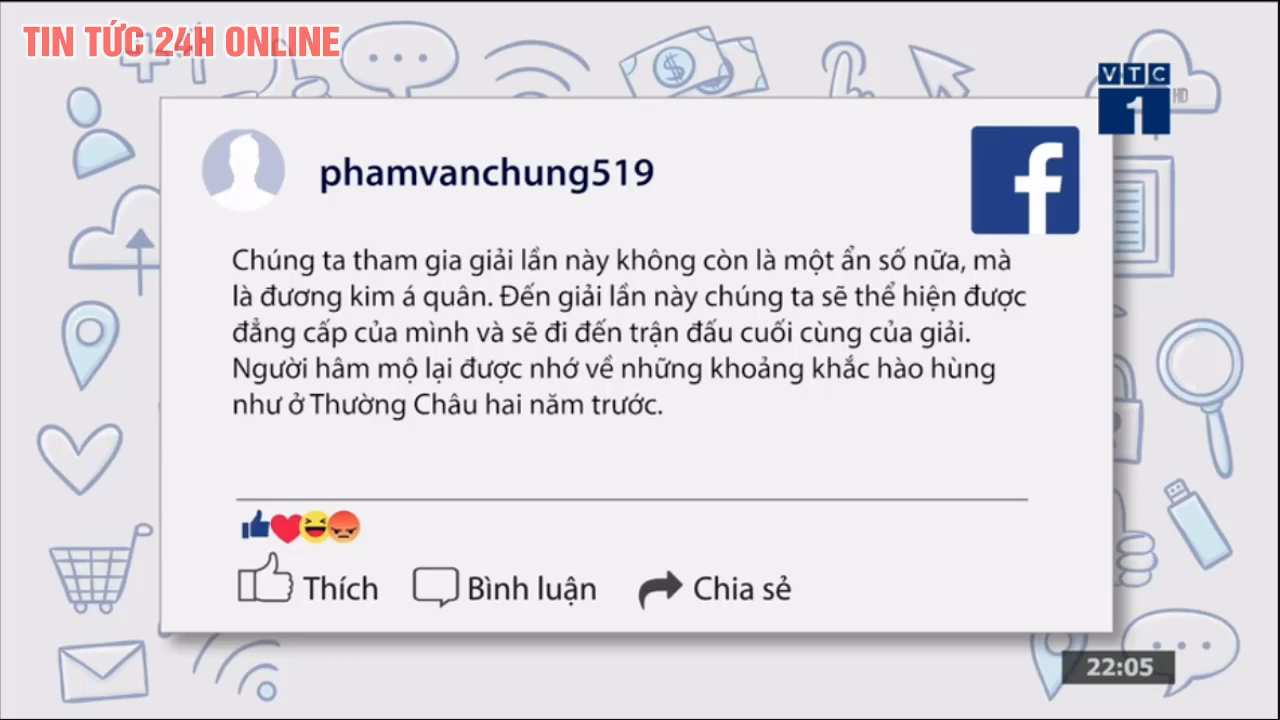 TIN TỨC 24H ONLINE
VTC
1
HD
phamvanchung519
f
Chúng ta tham gia giải lần này không còn là một ẩn số nữa, mà
là đương kim á quân. Đến giải lần này chúng ta sẽ thể hiện được
đẳng cấp của mình và sẽ đi đến trận đấu cuối cùng của giải.
Người hâm mộ lại được nhớ về những khoảng khắc hào hùng
như ở Thường Châu hai năm trước.
Thích Bình luận Chia sẻ
22:05